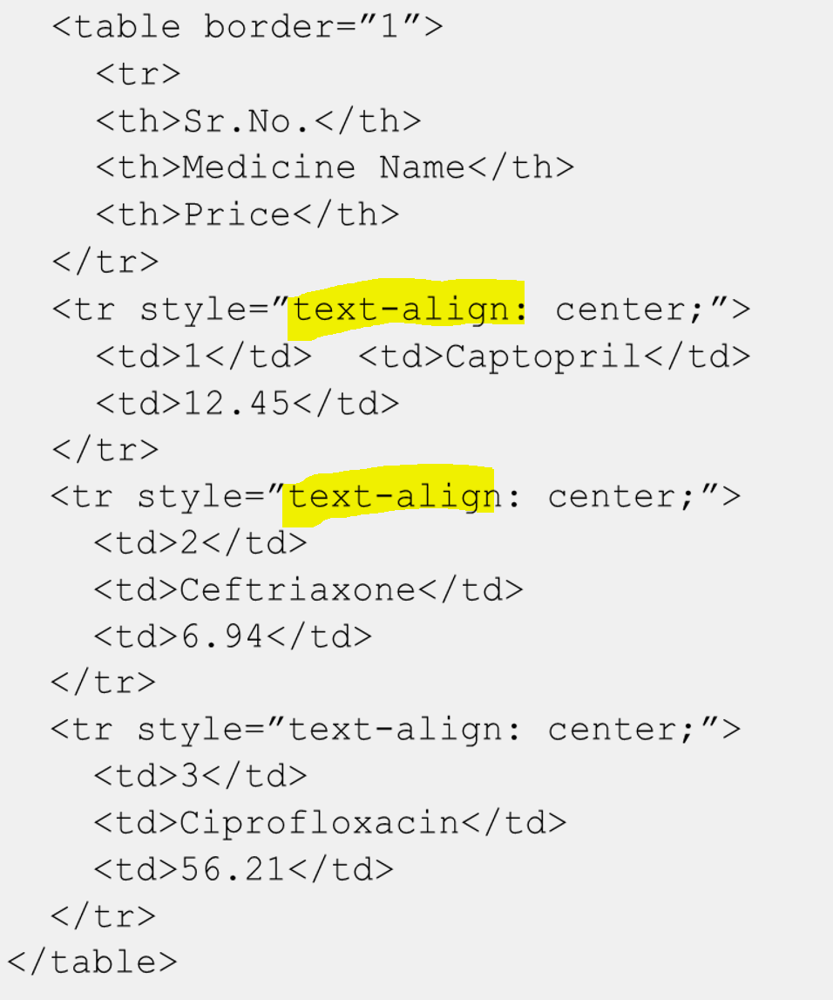 <table border=”1”>
<tr>
<th>Sr.No.</th>
<th>Medicine Name</th>
<th>Price</th>
</tr>
<tr style=”text-align: center;”>
<td>1</td> <td>Captopril</td>
<td>12.45</td>
</tr>
<tr style=”text-align: center;”>
<td>2</td>
<td>Ceftriaxone</td>
<td>6.94</td>
</tr>
<tr style=”text-align: center;”>
<td>3</td>
<td>Ciprofloxacin</td>
<td>56.21</td>
</tr>
</table>